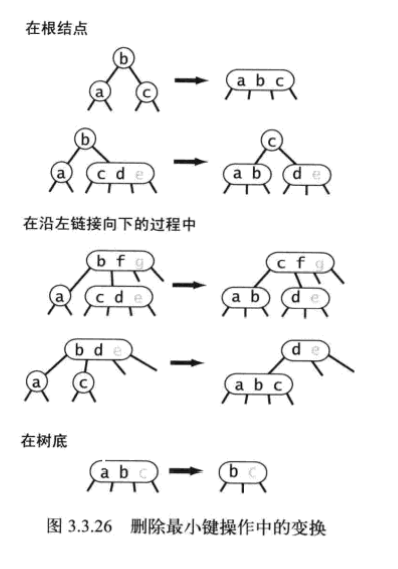 在根结点
b
a c
a b c
b
a c d e
c
a b d e
在沿左链接向下的过程中
b f g
a c d e
c f g
a b d e
b d e
a c
d e
a b c
在树底
a b c
b c
图 3.3.26 删除最小键操作中的变换